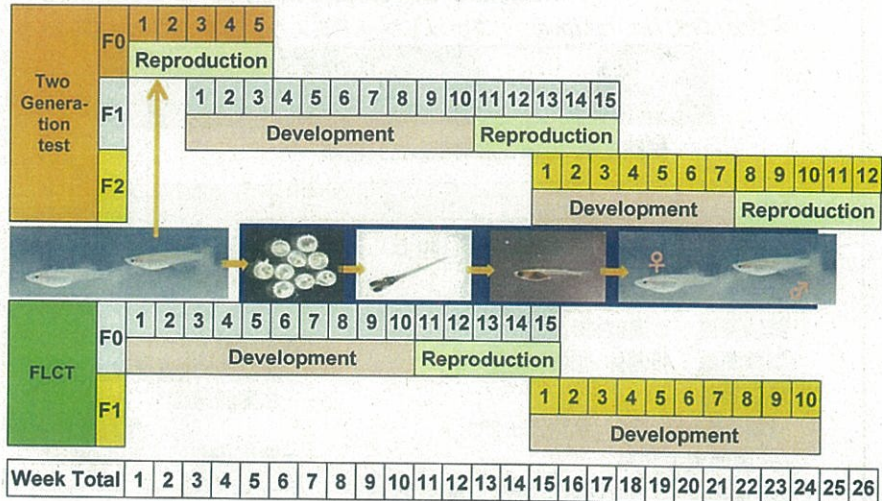 Two
Genera-
tion
test
F0
1 2 3 4 5
Reproduction
F1
1 2 3 4 5 6 7 8 9 10 11 12 13 14 15
Development Reproduction
F2
1 2 3 4 5 6 7 8 9 10 11 12
Development Reproduction
♀
♂
FLCT
F0
1 2 3 4 5 6 7 8 9 10 11 12 13 14 15
Development Reproduction
F1
1 2 3 4 5 6 7 8 9 10
Development
Week Total 1 2 3 4 5 6 7 8 9 10 11 12 13 14 15 16 17 18 19 20 21 22 23 24 25 26